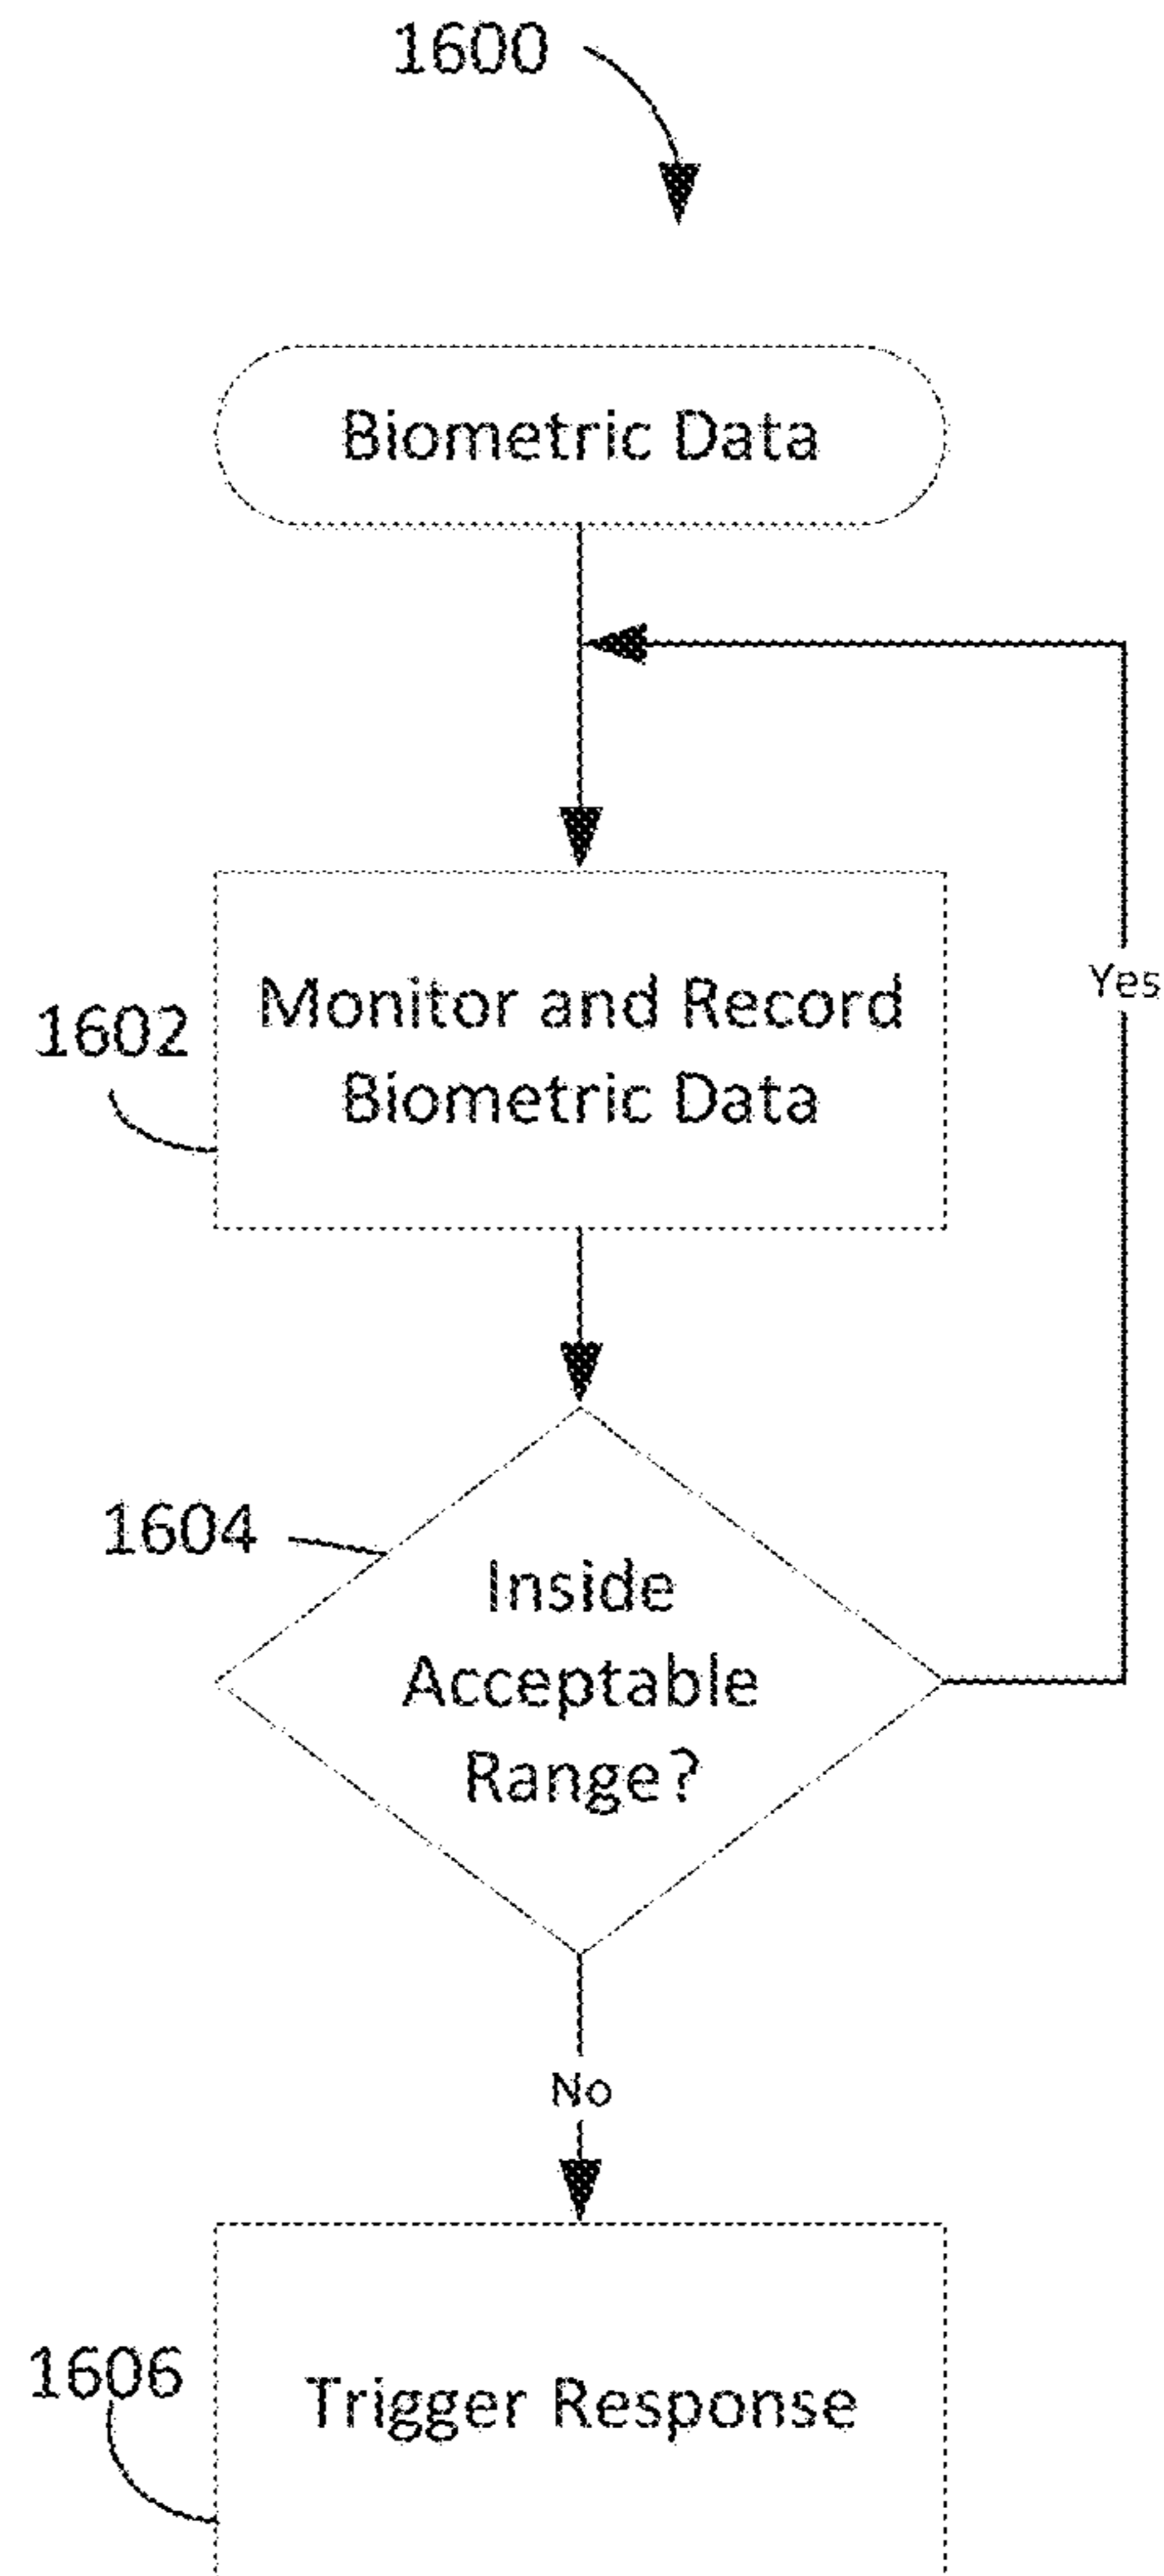 1600
Biometric Data
Monitor and Record
Biometric Data
1602
Yes
1604
Inside
Acceptable
Range?
No
1606
Trigger Response